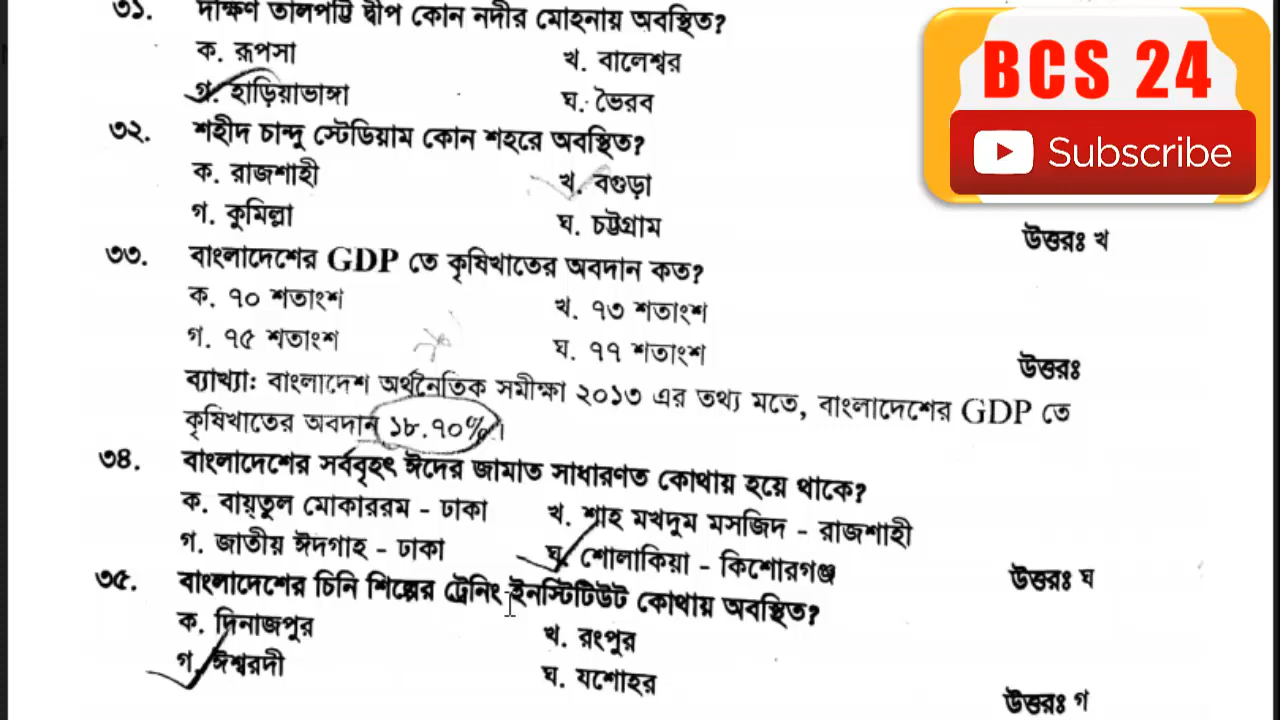 ৩১. দক্ষিণ তালপট্টি দ্বীপ কোন নদীর মোহনায় অবস্থিত?
ক. রূপসা খ. বালেশ্বর
গ. হাড়িয়াভাঙ্গা ঘ. ভৈরব
৩২. শহীদ চান্দু স্টেডিয়াম কোন শহরে অবস্থিত?
ক. রাজশাহী খ. বগুড়া
গ. কুমিল্লা ঘ. চট্টগ্রাম
উত্তরঃ খ
৩৩. বাংলাদেশের GDP তে কৃষিখাতের অবদান কত?
ক. ৭০ শতাংশ খ. ৭৩ শতাংশ
গ. ৭৫ শতাংশ ঘ. ৭৭ শতাংশ
উত্তরঃ
ব্যাখ্যা: বাংলাদেশ অর্থনৈতিক সমীক্ষা ২০১৩ এর তথ্য মতে, বাংলাদেশের GDP তে
কৃষিখাতের অবদান ১৮.৭০%।
৩৪. বাংলাদেশের সর্ববৃহৎ ঈদের জামাত সাধারণত কোথায় হয়ে থাকে?
ক. বায়তুল মোকাররম - ঢাকা খ. শাহ মখদুম মসজিদ - রাজশাহী
গ. জাতীয় ঈদগাহ - ঢাকা ঘ. শোলাকিয়া - কিশোরগঞ্জ
উত্তরঃ ঘ
৩৫. বাংলাদেশের চিনি শিল্পের ট্রেনিং ইনস্টিটিউট কোথায় অবস্থিত?
ক. দিনাজপুর খ. রংপুর
গ. ঈশ্বরদী ঘ. যশোহর
উত্তরঃ গ
BCS 24
Subscribe